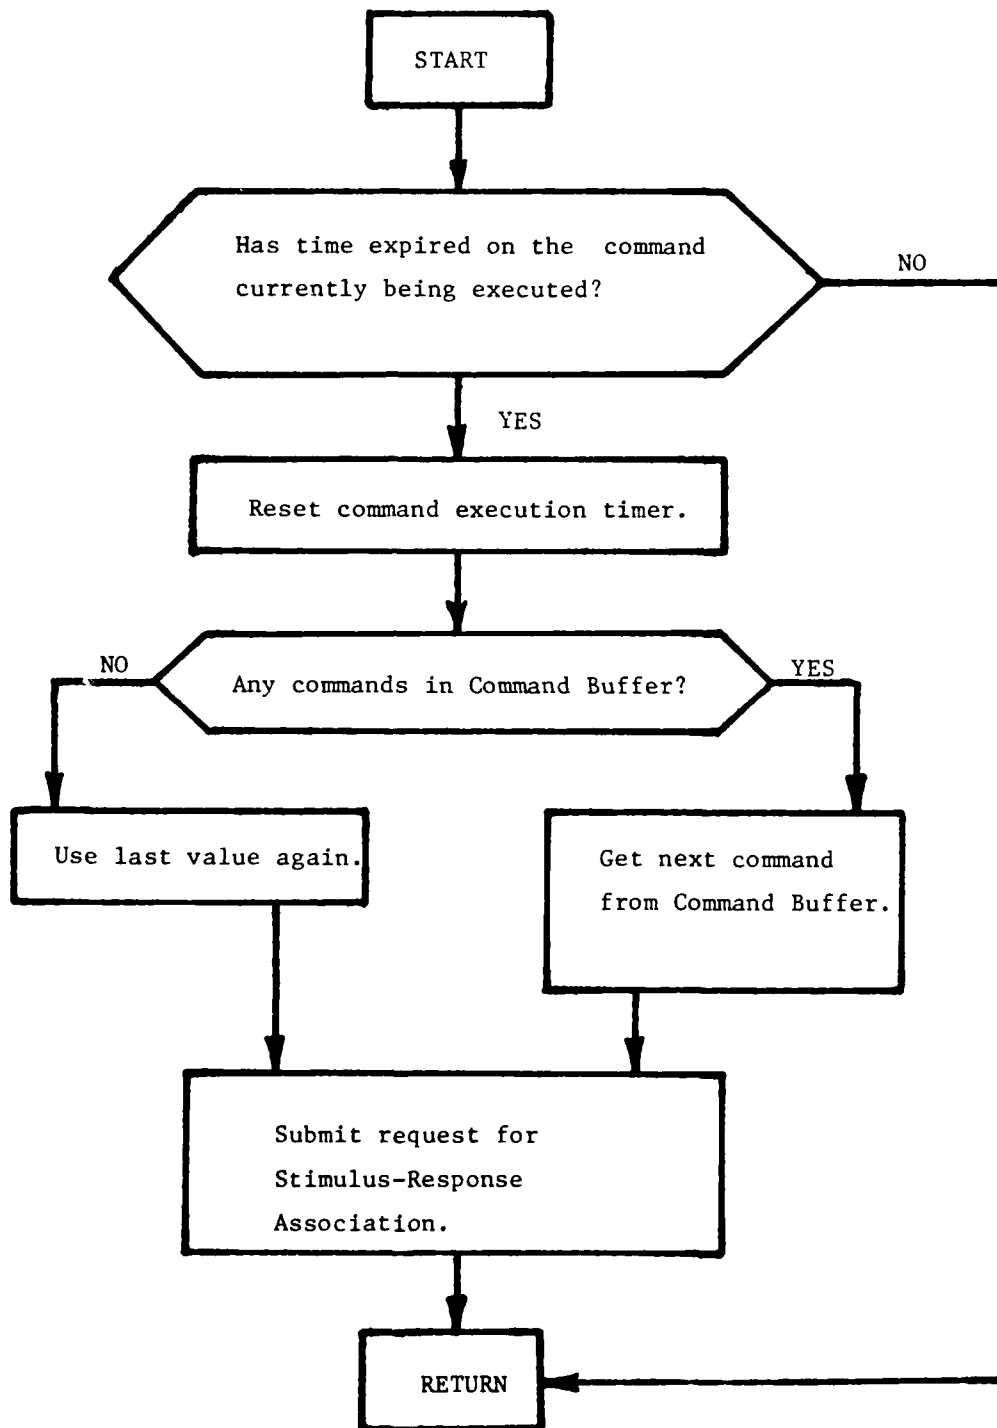 START
Has time expired on the command
currently being executed?
NO
YES
Reset command execution timer.
NO
Any commands in Command Buffer?
YES
Use last value again.
Get next command
from Command Buffer.
Submit request for
Stimulus-Response
Association.
RETURN